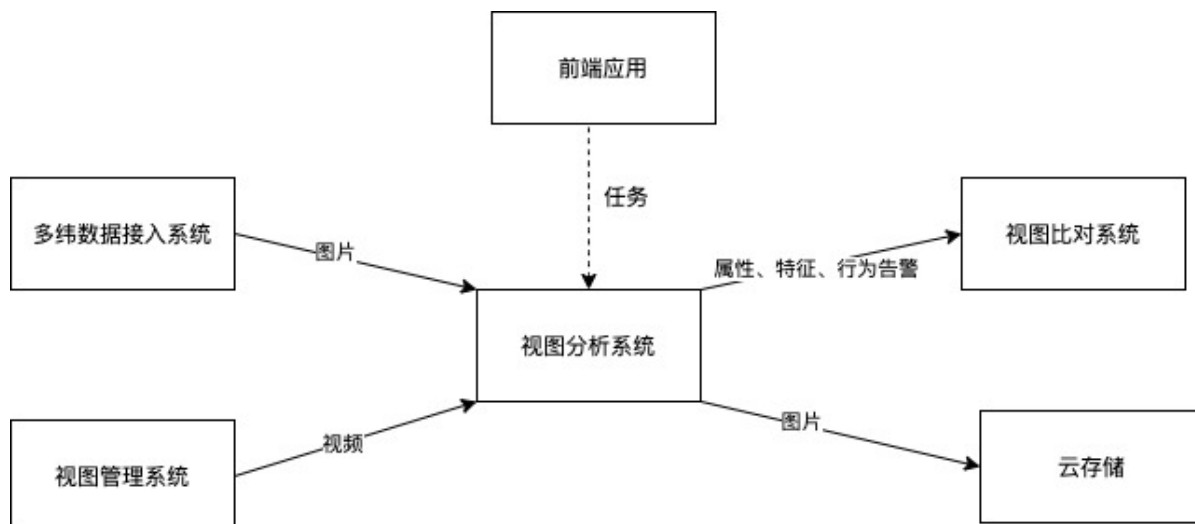 前端应用
任务
多纬数据接入系统
图片
视图比对系统
属性、特征、行为告警
视图分析系统
视图管理系统
视频
图片
云存储